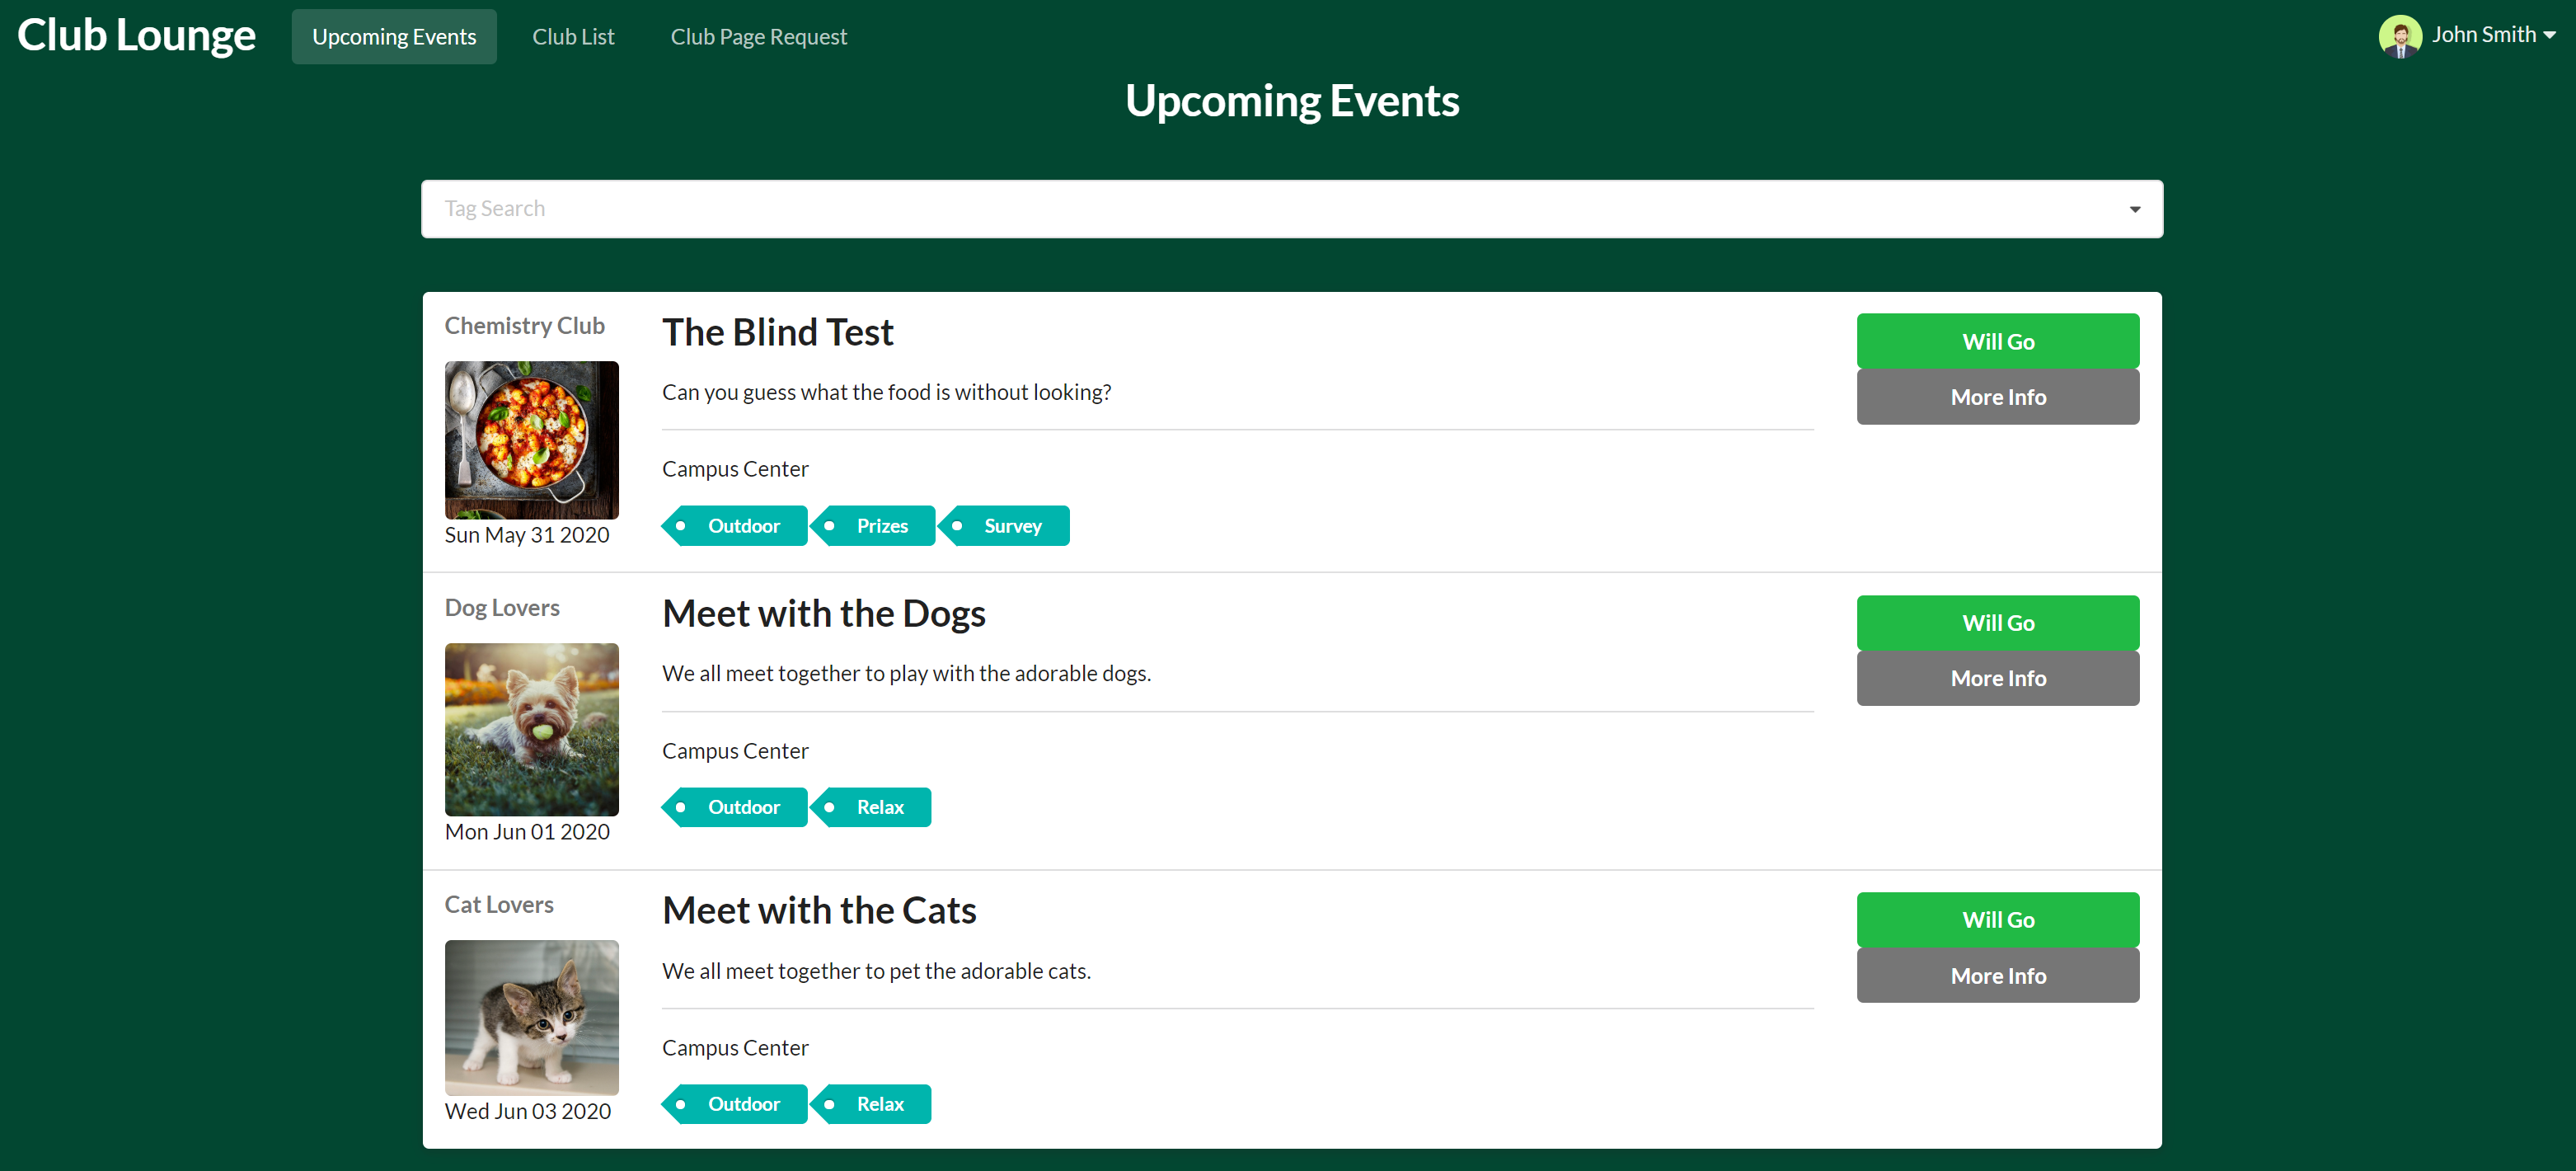 Club Lounge Upcoming Events Club List Club Page Request John Smith
Upcoming Events
Tag Search
Chemistry Club
Sun May 31 2020
The Blind Test
Can you guess what the food is without looking?
Campus Center
Outdoor Prizes Survey
Will Go
More Info
Dog Lovers
Mon Jun 01 2020
Meet with the Dogs
We all meet together to play with the adorable dogs.
Campus Center
Outdoor Relax
Will Go
More Info
Cat Lovers
Wed Jun 03 2020
Meet with the Cats
We all meet together to pet the adorable cats.
Campus Center
Outdoor Relax
Will Go
More Info